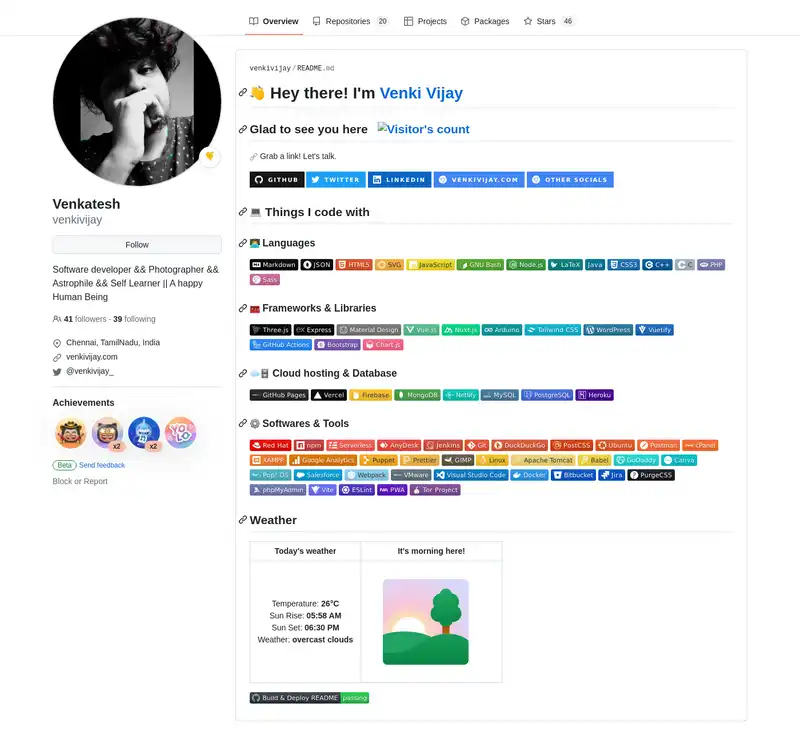 Overview Repositories 20 Projects Packages Stars 46
venkivijay/README.md
👋 Hey there! I'm Venki Vijay
Glad to see you here Visitor's count
Grab a link! Let's talk.
GITHUB TWITTER LINKEDIN VENKIVIJAY.COM OTHER SOCIALS
💻 Things I code with
Languages
Markdown JSON HTML5 SVG JavaScript GNU Bash Node.js LaTeX Java CSS3 C++ C PHP
Sass
Frameworks & Libraries
Three.js Express Material Design Vue.js Nuxt.js Arduino Tailwind CSS WordPress Vuetify
GitHub Actions Bootstrap Chart.js
Cloud hosting & Database
GitHub Pages Vercel Firebase MongoDB Netlify MySQL PostgreSQL Heroku
Softwares & Tools
Red Hat npm Serverless AnyDesk Jenkins Git DuckDuckGo PostCSS Ubuntu Postman cPanel
XAMPP Google Analytics Puppet Prettier GIMP Linux Apache Tomcat Babel GoDaddy Canva
Pop!_OS Salesforce Webpack VMware Visual Studio Code Docker Bitbucket Jira PurgeCSS
phpMyAdmin Vite ESLint PWA Tor Project
Weather
Today's weather It's morning here!
Temperature: 26°C
Sun Rise: 05:58 AM
Sun Set: 06:30 PM
Weather: overcast clouds
Build & Deploy README passing
Venkatesh
venkivijay
Follow
Software developer && Photographer &&
Astrophile && Self Learner || A happy
Human Being
41 followers · 39 following
Chennai, TamilNadu, India
venkivijay.com
@venkivijay_
Achievements
x2 x2 YOLO
Beta Send feedback
Block or Report